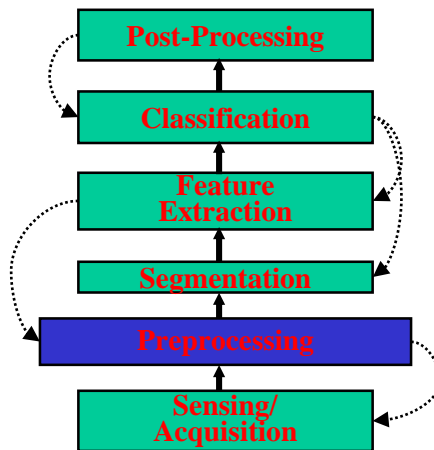 Post-Processing
Classification
Feature
Extraction
Segmentation
Preprocessing
Sensing/
Acquisition